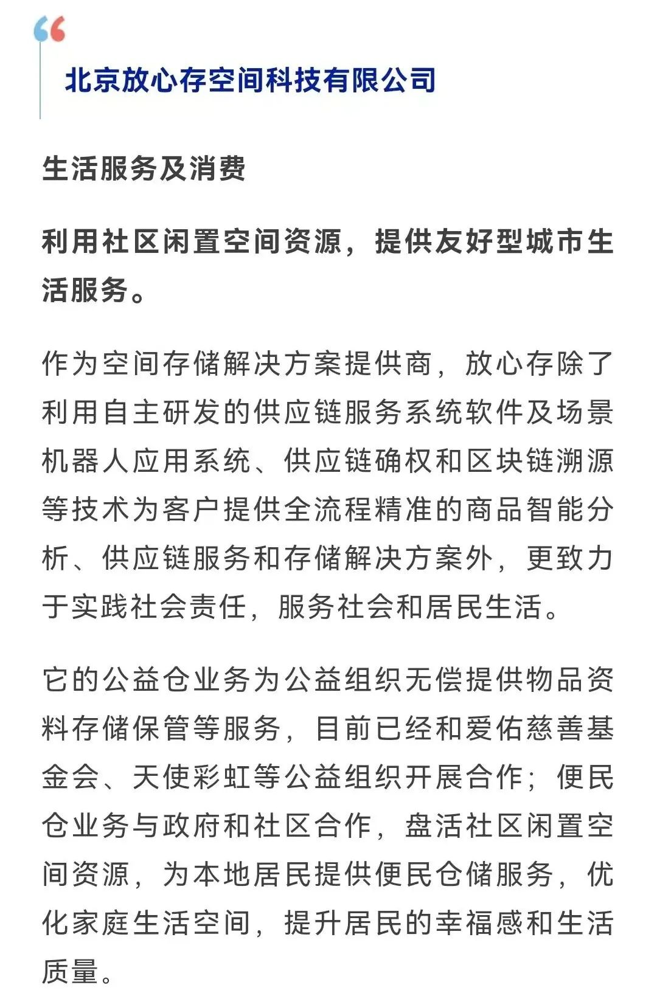 北京放心存空间科技有限公司
生活服务及消费
利用社区闲置空间资源，提供友好型城市生
活服务。
作为空间存储解决方案提供商，放心存除了
利用自主研发的供应链服务系统软件及场景
机器人应用系统、供应链确权和区块链溯源
等技术为客户提供全流程精准的商品智能分
析、供应链服务和存储解决方案外，更致力
于实践社会责任，服务社会和居民生活。
它的公益仓业务为公益组织无偿提供物品资
料存储保管等服务，目前已经和爱佑慈善基
金会、天使彩虹等公益组织开展合作；便民
仓业务与政府和社区合作，盘活社区闲置空
间资源，为本地居民提供便民仓储服务，优
化家庭生活空间，提升居民的幸福感和生活
质量。